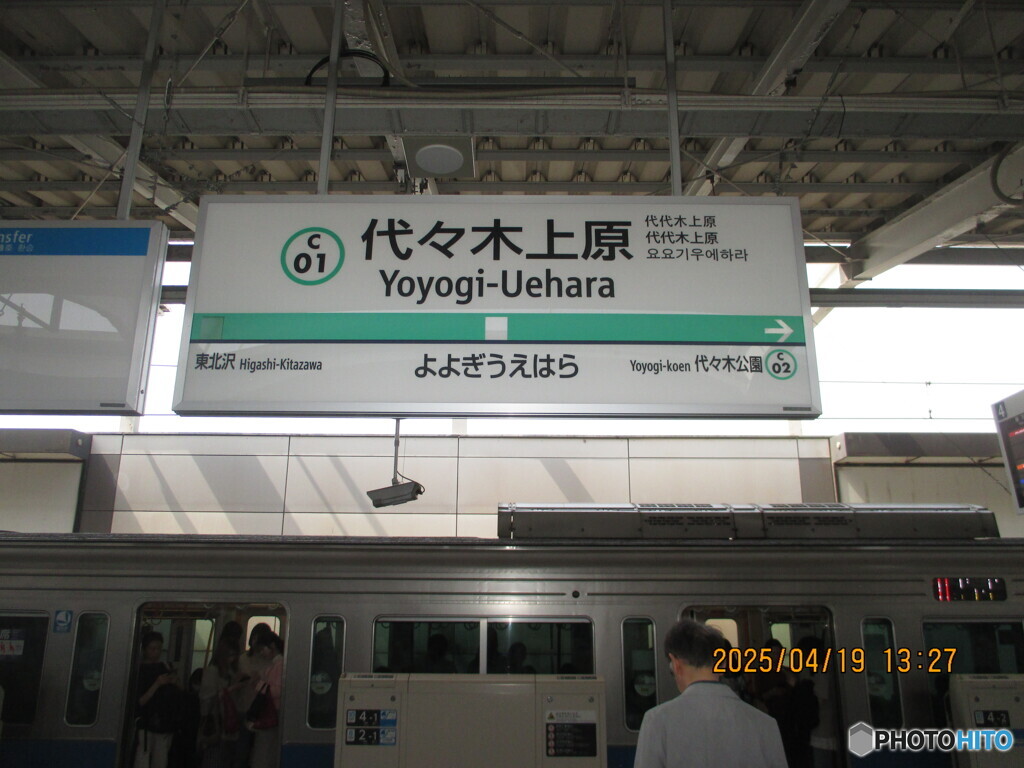 nsfer
C
01
代々木上原
代代木上原
代代木上原
요요기우에하라
Yoyogi-Uehara
東北沢 Higashi-Kitazawa
よよぎうえはら
Yoyogi-koen 代々木公園
C
02
4
4-1
2-1
4-2
2025/04/19 13:27
PHOTOHITO